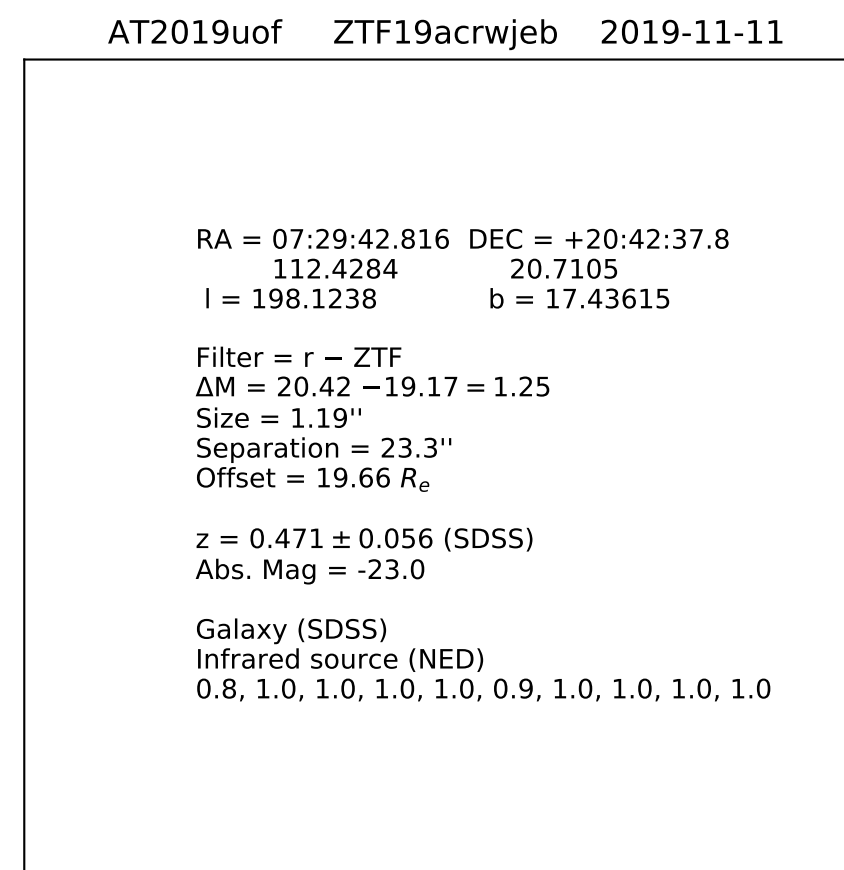 AT2019uof ZTF19acrwjeb 2019-11-11
RA = 07:29:42.816 DEC = +20:42:37.8
112.4284 20.7105
l = 198.1238 b = 17.43615
Filter = r − ZTF
ΔM = 20.42 −19.17 = 1.25
Size = 1.19''
Separation = 23.3''
Offset = 19.66 Rₑ
z = 0.471 ± 0.056 (SDSS)
Abs. Mag = -23.0
Galaxy (SDSS)
Infrared source (NED)
0.8, 1.0, 1.0, 1.0, 1.0, 0.9, 1.0, 1.0, 1.0, 1.0